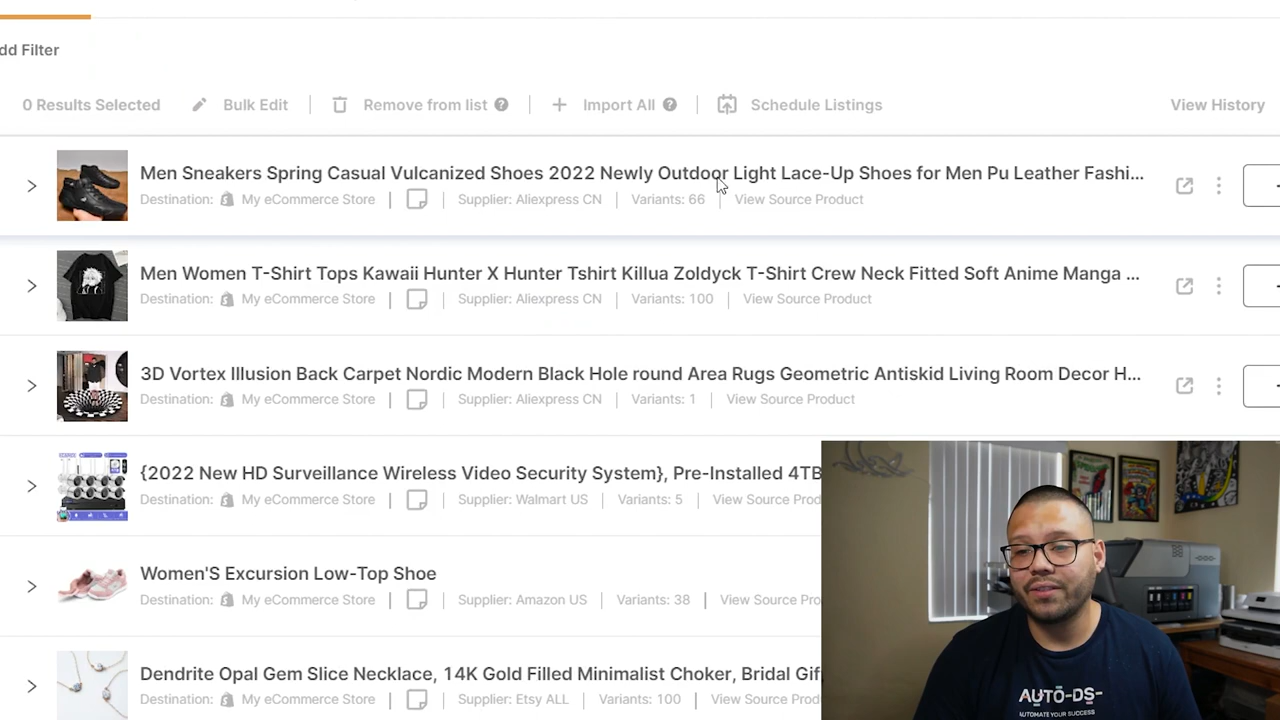 dd Filter
0 Results Selected Bulk Edit Remove from list ? Import All ? Schedule Listings View History
Men Sneakers Spring Casual Vulcanized Shoes 2022 Newly Outdoor Light Lace-Up Shoes for Men Pu Leather Fashi...
Destination: My eCommerce Store Supplier: Aliexpress CN Variants: 66 View Source Product
Men Women T-Shirt Tops Kawaii Hunter X Hunter Tshirt Killua Zoldyck T-Shirt Crew Neck Fitted Soft Anime Manga ...
Destination: My eCommerce Store Supplier: Aliexpress CN Variants: 100 View Source Product
3D Vortex Illusion Back Carpet Nordic Modern Black Hole round Area Rugs Geometric Antiskid Living Room Decor H...
Destination: My eCommerce Store Supplier: Aliexpress CN Variants: 1 View Source Product
{2022 New HD Surveillance Wireless Video Security System}, Pre-Installed 4TB
Destination: My eCommerce Store Supplier: Walmart US Variants: 5 View Source Prod
Women'S Excursion Low-Top Shoe
Destination: My eCommerce Store Supplier: Amazon US Variants: 38 View Source Pro
Dendrite Opal Gem Slice Necklace, 14K Gold Filled Minimalist Choker, Bridal Gif
Destination: My eCommerce Store Supplier: Etsy ALL Variants: 100 View Source Prod
AUTO-DS-
AUTOMATE YOUR SUCCESS